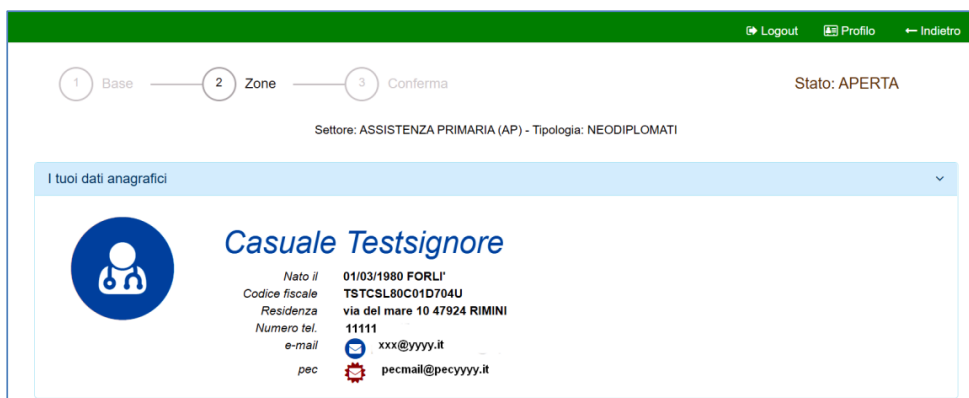 Logout Profilo Indietro
1 Base 2 Zone 3 Conferma Stato: APERTA
Settore: ASSISTENZA PRIMARIA (AP) - Tipologia: NEODIPLOMATI
I tuoi dati anagrafici
Casuale Testsignore
Nato il 01/03/1980 FORLI'
Codice fiscale TSTCSL80C01D704U
Residenza via del mare 10 47924 RIMINI
Numero tel. 11111
e-mail xxx@yyyy.it
pec pecmail@pecyyyy.it